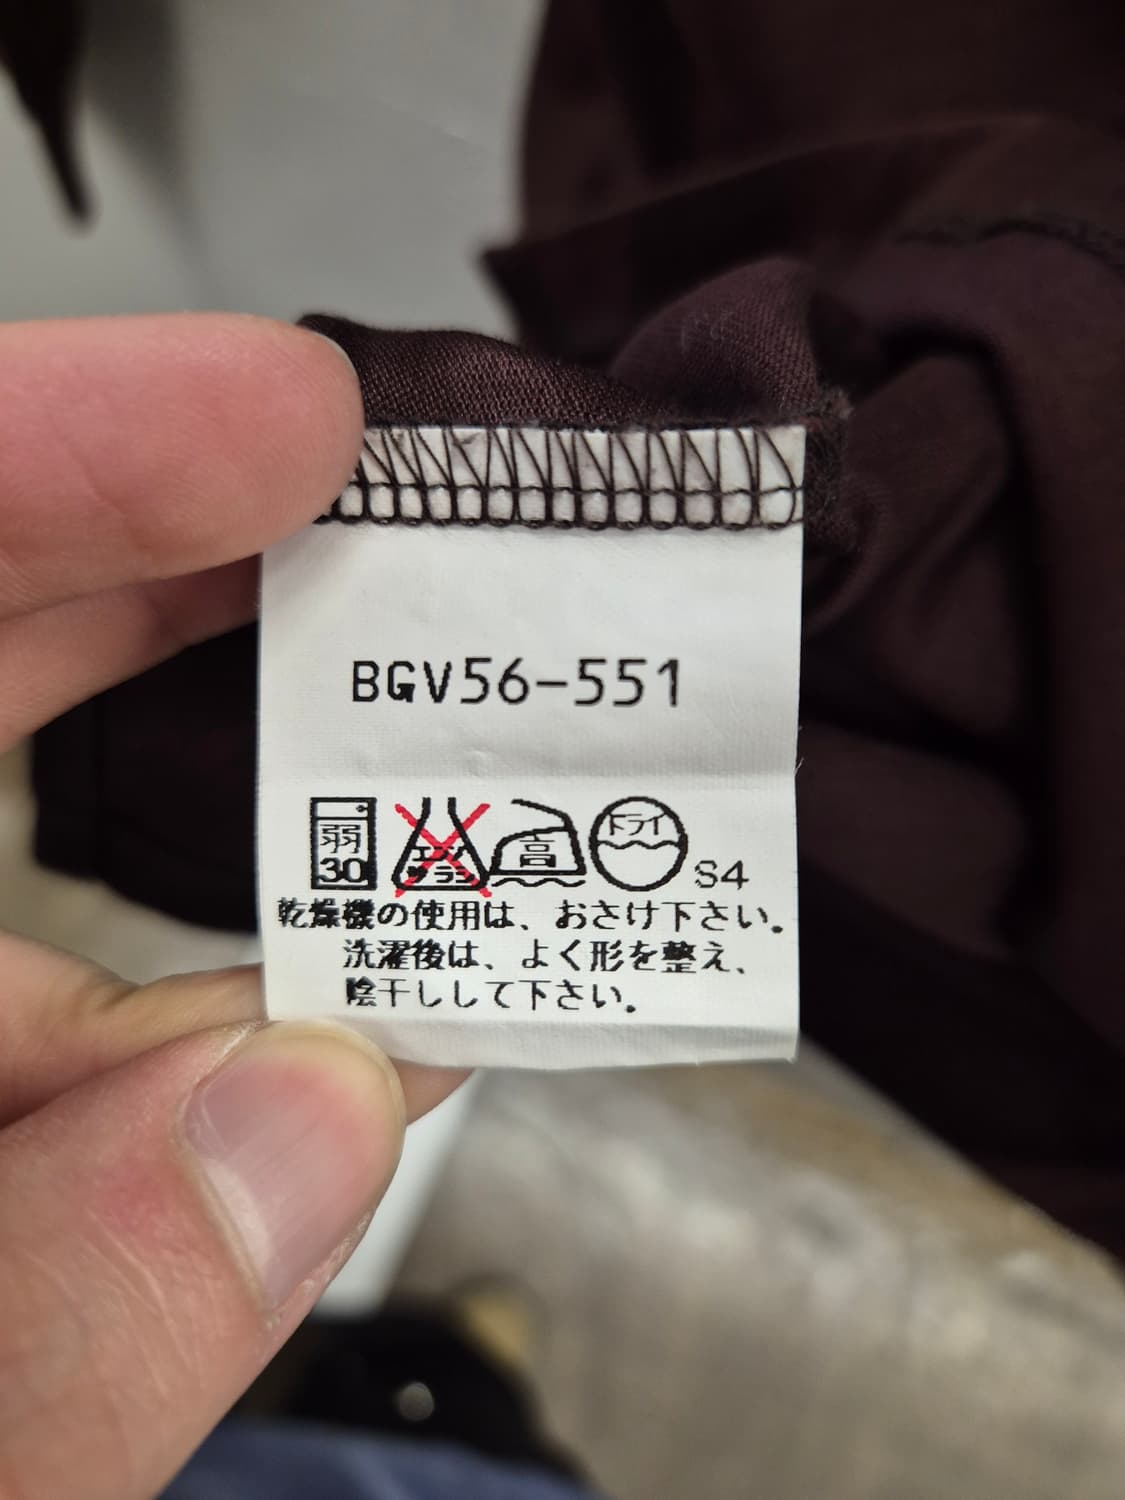 BGV56-551
弱 30 エンソ サラシ 高 ドライ S4
乾燥機の使用は、おさけ下さい。
洗濯後は、よく形を整え、
陰干しして下さい。